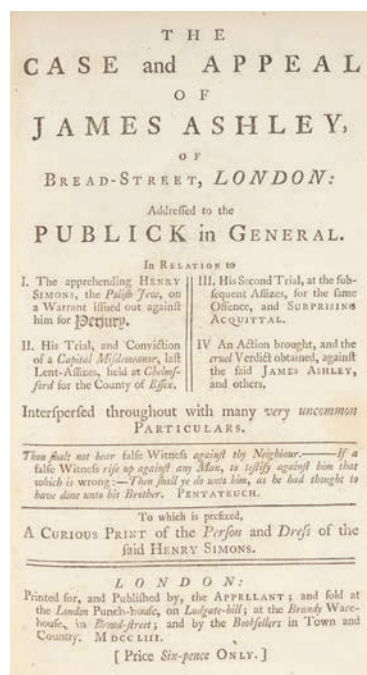 THE
CASE and APPEAL
OF
JAMES ASHLEY,
OF
BREAD-STREET, LONDON:
Addreſſed to the
PUBLICK in GENERAL.
In RELATION to
I. The apprehending HENRY
SIMONS, the Poliſh Jew, on
a Warrant iſſued out againſt
him for Perjury.
II. His Trial, and Conviction
of a Capital Miſdemeanor, laſt
Lent-Aſſizes, held at Chelmſ-
ford for the County of Eſſex.
III. His Second Trial, at the ſub-
ſequent Aſſizes, for the ſame
Offence, and SURPRISING
ACQUITTAL.
IV An Action brought, and the
cruel Verdict obtained, againſt
the ſaid JAMES ASHLEY,
and others.
Interſperſed throughout with many very uncommon
PARTICULARS.
Thou ſhalt not bear falſe Witneſs againſt thy Neighbour.——If a
falſe Witneſs riſe up againſt any Man, to teſtify againſt him that
which is wrong:—Then ſhall ye do unto him, as he had thought to
have done unto his Brother. PENTATEUCH.
To which is prefixed,
A CURIOUS PRINT of the Perſon and Dreſs of the
ſaid HENRY SIMONS.
LONDON:
Printed for, and Publiſhed by, the APPELLANT; and ſold at
the London Punch-houſe, on Ludgate-hill; at the Brandy Ware-
houſe, in Bread-ſtreet; and by the Bookſellers in Town and
Country. MDCCLIII.
[ Price Six-pence ONLY. ]